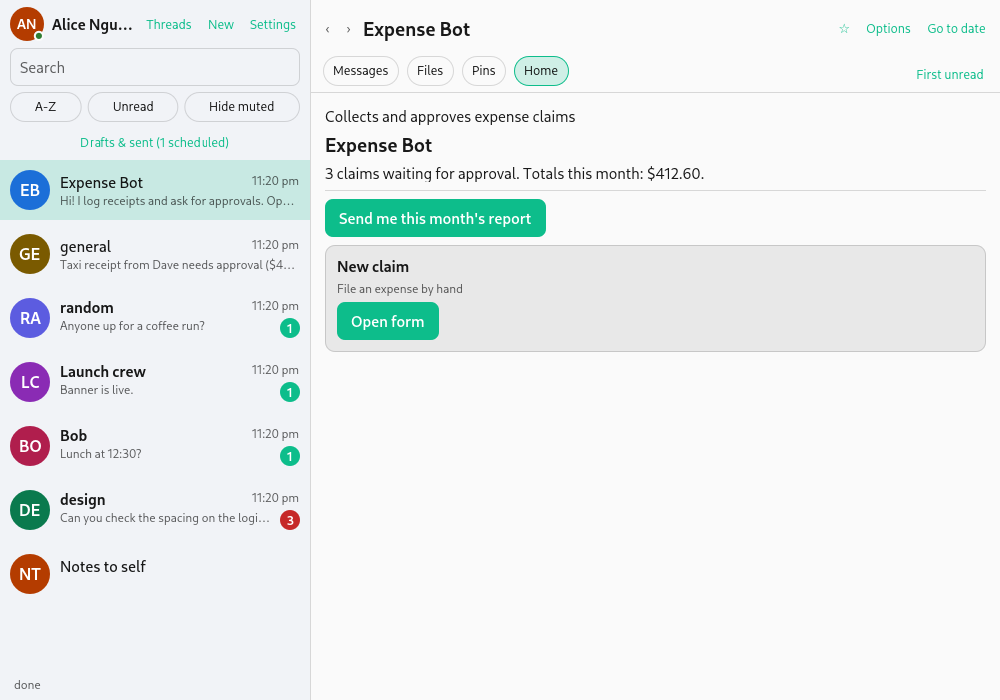 AN Alice Ngu... Threads New Settings
Search
A-Z Unread Hide muted
Drafts & sent (1 scheduled)
EB Expense Bot 11:20 pm
Hi! I log receipts and ask for approvals. Op...
GE general 11:20 pm
Taxi receipt from Dave needs approval ($4...
RA random 11:20 pm
Anyone up for a coffee run? 1
LC Launch crew 11:20 pm
Banner is live. 1
BO Bob 11:20 pm
Lunch at 12:30? 1
DE design 11:20 pm
Can you check the spacing on the logi... 3
NT Notes to self
done
‹ › Expense Bot ☆ Options Go to date
Messages Files Pins Home First unread
Collects and approves expense claims
Expense Bot
3 claims waiting for approval. Totals this month: $412.60.
Send me this month's report
New claim
File an expense by hand
Open form